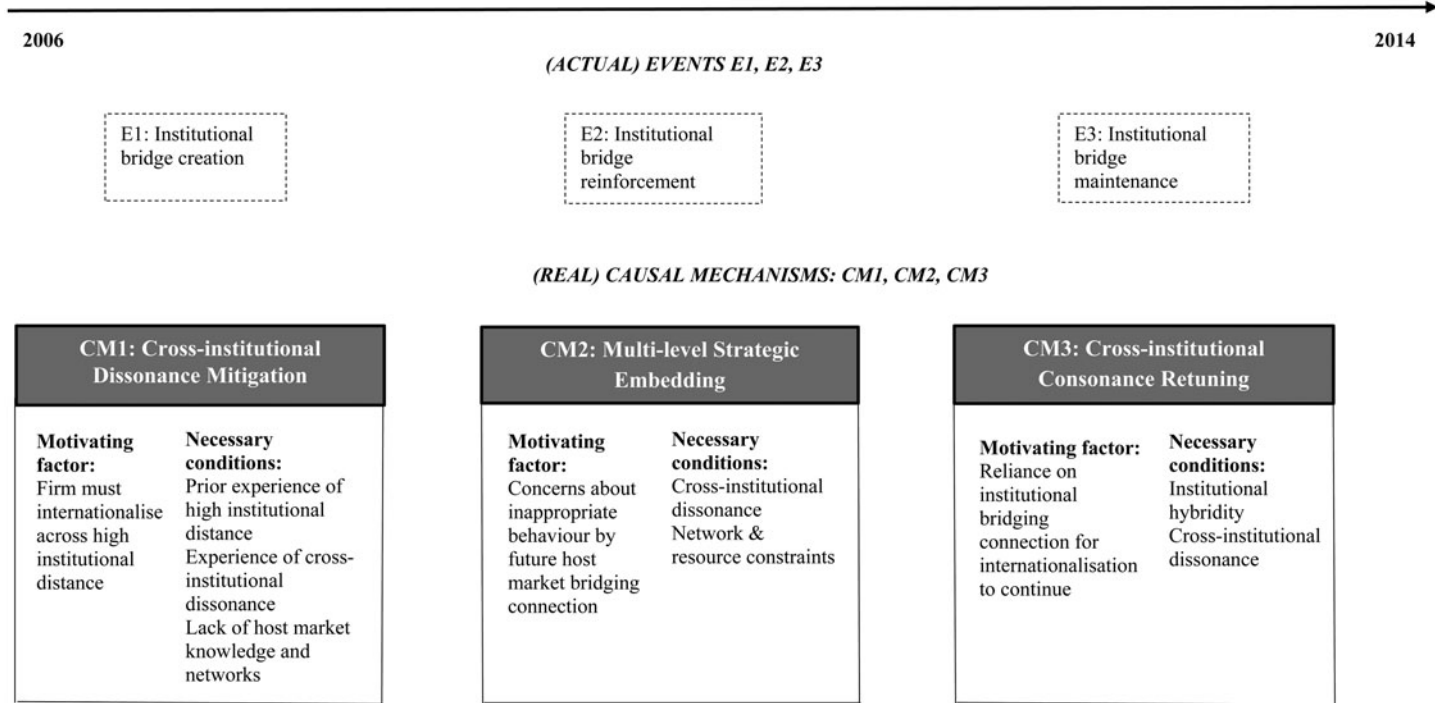 2006
2014
(ACTUAL) EVENTS E1, E2, E3
E1: Institutional
bridge creation
E2: Institutional
bridge
reinforcement
E3: Institutional
bridge
maintenance
(REAL) CAUSAL MECHANISMS: CM1, CM2, CM3
CM1: Cross-institutional
Dissonance Mitigation
Motivating
factor:
Firm must
internationalise
across high
institutional
distance
Necessary
conditions:
Prior experience of
high institutional
distance
Experience of cross-
institutional
dissonance
Lack of host market
knowledge and
networks
CM2: Multi-level Strategic
Embedding
Motivating
factor:
Concerns about
inappropriate
behaviour by
future host
market bridging
connection
Necessary
conditions:
Cross-institutional
dissonance
Network &
resource constraints
CM3: Cross-institutional
Consonance Retuning
Motivating factor:
Reliance on
institutional
bridging
connection for
internationalisation
to continue
Necessary
conditions:
Institutional
hybridity
Cross-institutional
dissonance